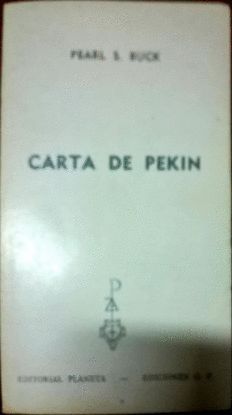 PEARL S. BUCK
CARTA DE PEKIN
EDITORIAL PLANETA — EDICIONES G. P.